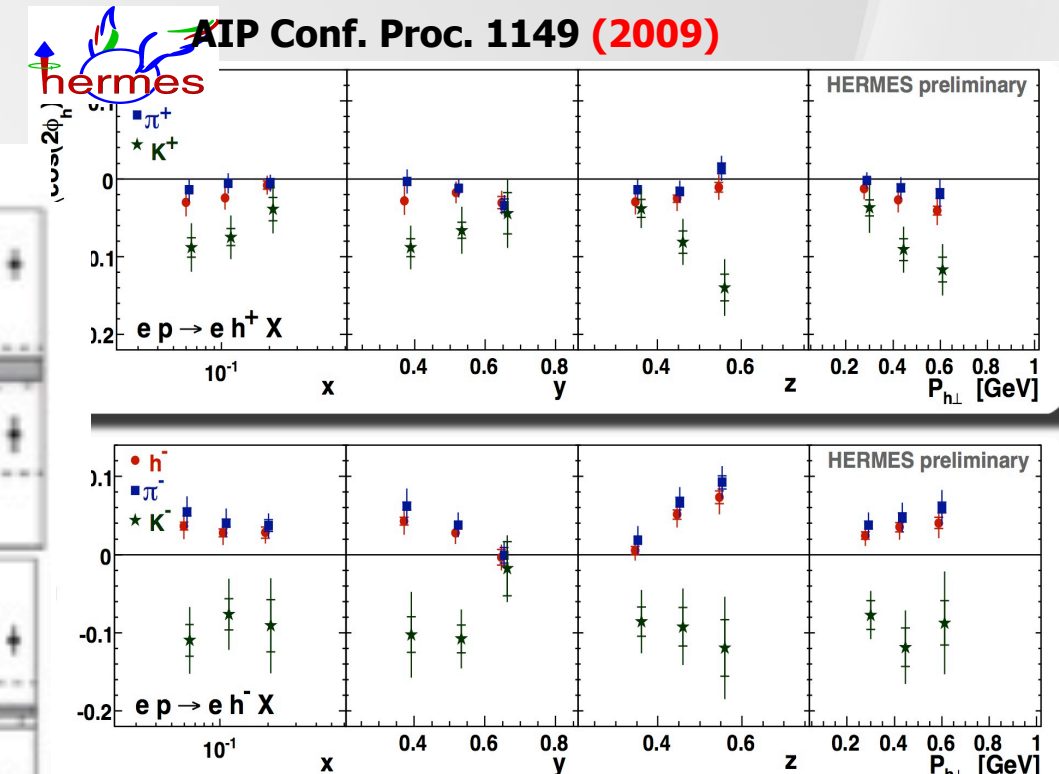 AIP Conf. Proc. 1149 (2009)
hermes
HERMES preliminary
π⁺
K⁺
0
0.1
0.2
e p → e h⁺ X
10⁻¹
x
0.4 0.6 0.8
y
0.4 0.6
z
0.2 0.4 0.6 0.8 1
P_h⊥ [GeV]
HERMES preliminary
h⁻
π⁻
K⁻
0.1
0
-0.1
-0.2
e p → e h⁻ X
10⁻¹
x
0.4 0.6 0.8
y
0.4 0.6
z
0.2 0.4 0.6 0.8 1
P_h⊥ [GeV]